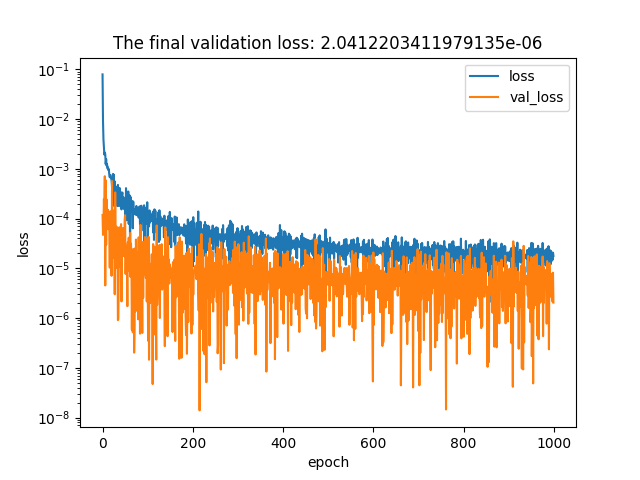 The final validation loss: 2.0412203411979135e-06
loss
val_loss
10⁻¹
10⁻²
10⁻³
10⁻⁴
10⁻⁵
10⁻⁶
10⁻⁷
10⁻⁸
loss
0 200 400 600 800 1000
epoch